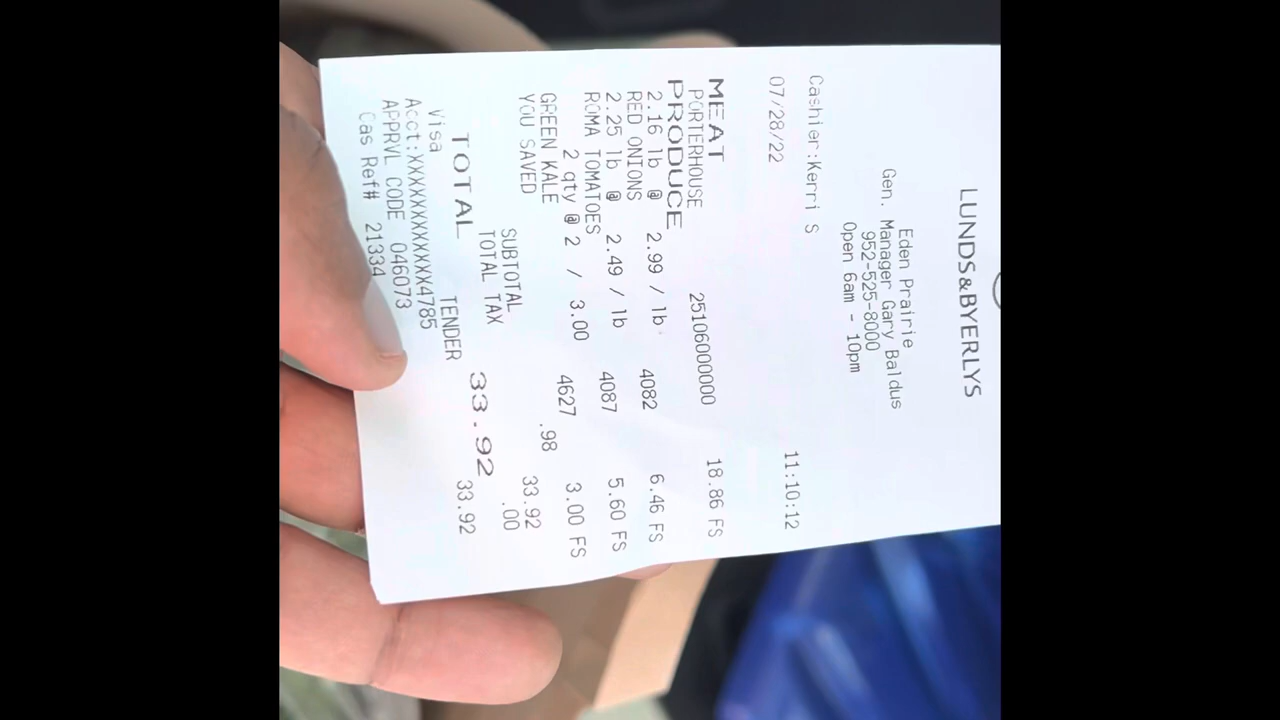 LUNDS&BYERLYS
Eden Prairie
Gen. Manager Gary Baldus
952-525-8000
Open 6am - 10pm
Cashier:Kerri S
07/28/22 11:10:12
MEAT
PORTERHOUSE 25106000000 18.86 FS
PRODUCE
2.16 lb @ 2.99 / lb 4082
RED ONIONS 6.46 FS
2.25 lb @ 2.49 / lb 4087
ROMA TOMATOES 5.60 FS
2 qty @ 2 / 3.00 4627
GREEN KALE 3.00 FS
YOU SAVED .98
SUBTOTAL 33.92
TOTAL TAX .00
TOTAL 33.92
Visa TENDER 33.92
Acct:XXXXXXXXXXXX4785
APPRVL CODE 046073
Cas Ref# 21334